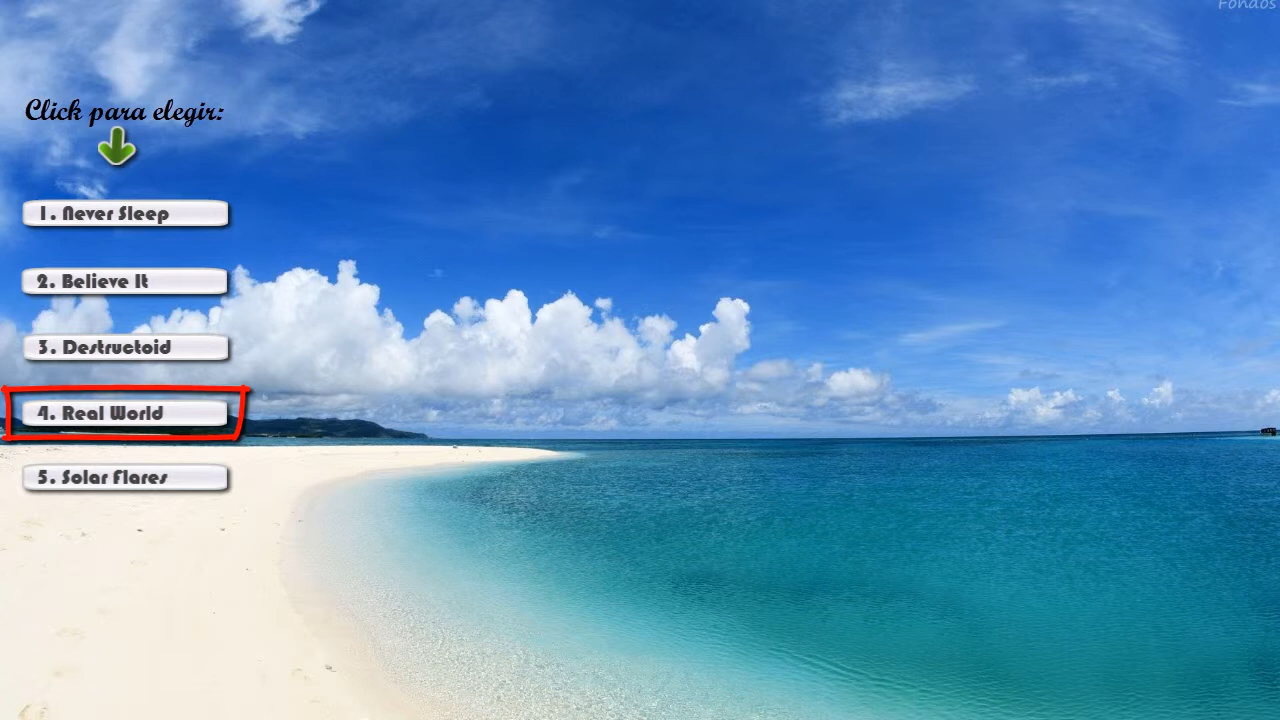 Fondos
Click para elegir:
1. Never Sleep
2. Believe It
3. Destructoid
4. Real World
5. Solar Flares